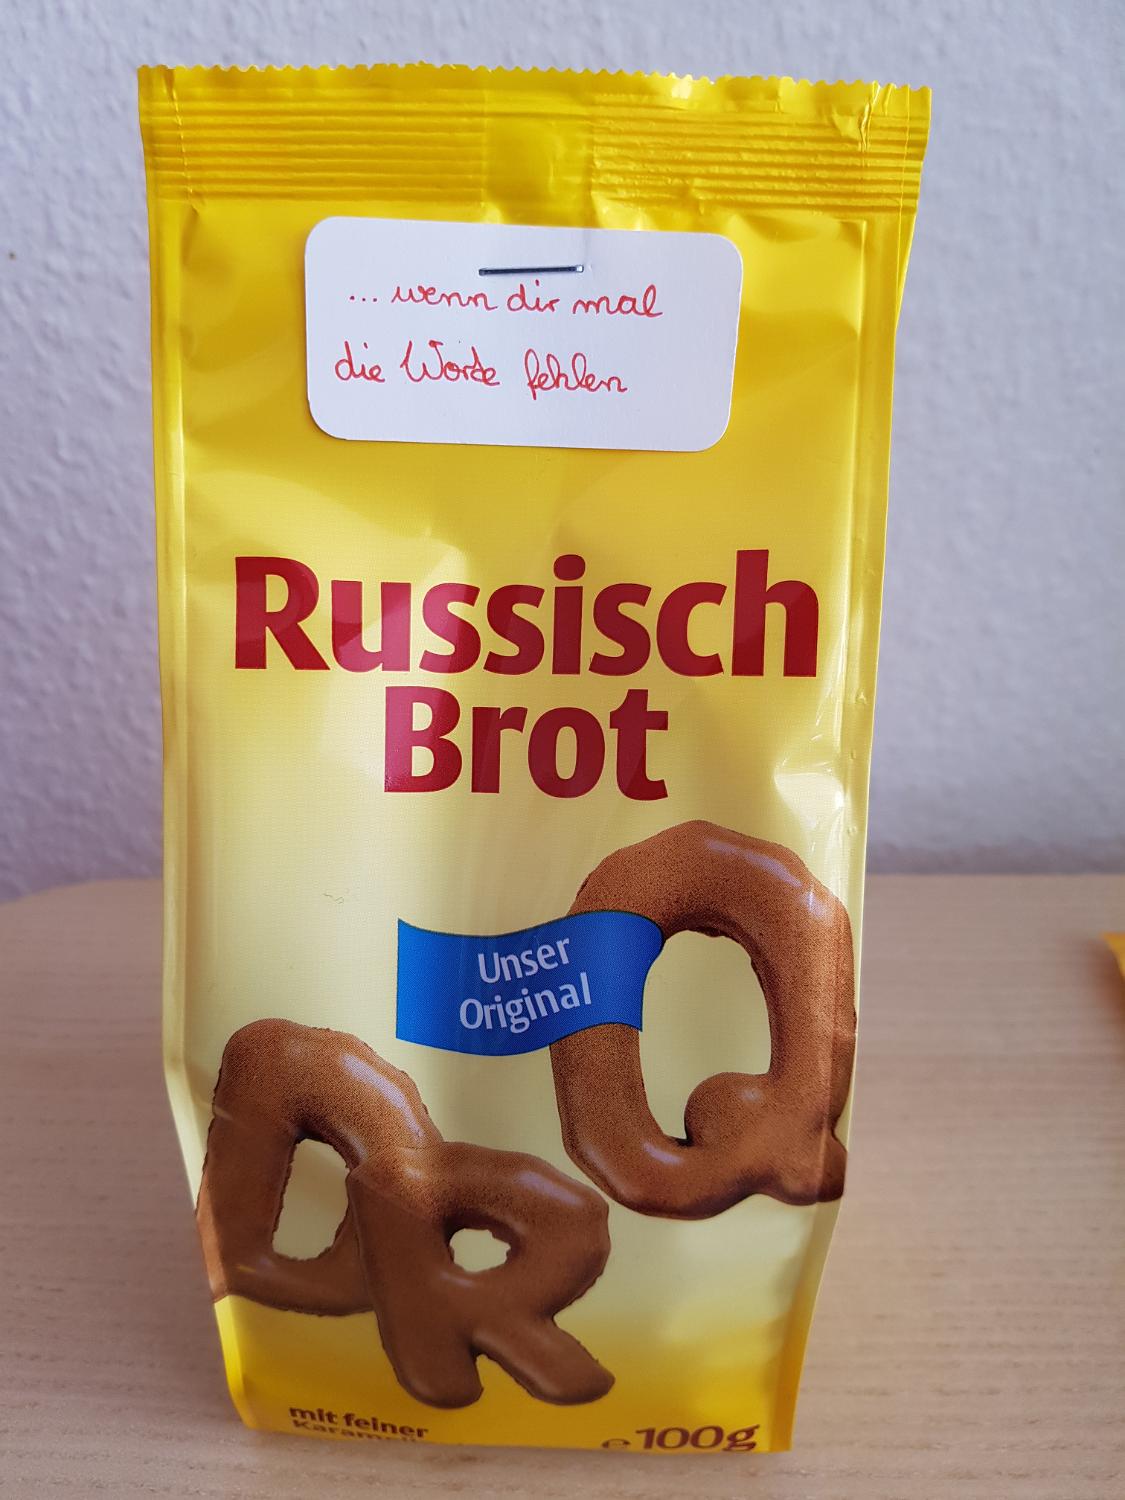 ... wenn dir mal
die Worte fehlen
Russisch
Brot
Unser
Original
mit feiner
e 100g